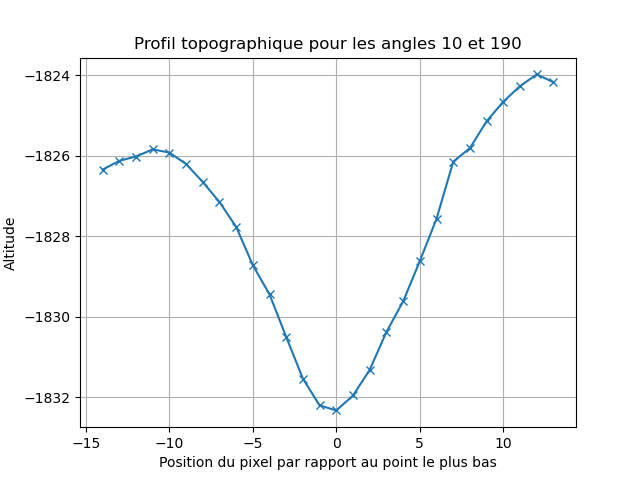 Profil topographique pour les angles 10 et 190
Altitude
−1824
−1826
−1828
−1830
−1832
−15 −10 −5 0 5 10
Position du pixel par rapport au point le plus bas